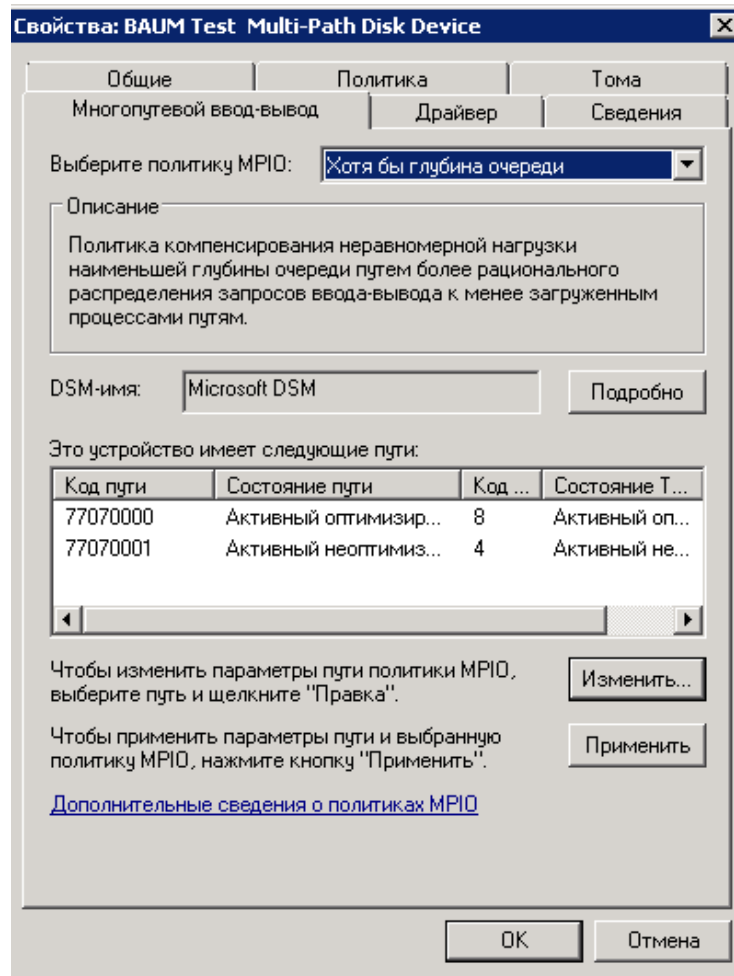 Свойства: BAUM Test Multi-Path Disk Device
Общие Политика Тома
Многопутевой ввод-вывод Драйвер Сведения
Выберите политику MPIO: Хотя бы глубина очереди
Описание
Политика компенсирования неравномерной нагрузки
наименьшей глубины очереди путем более рационального
распределения запросов ввода-вывода к менее загруженным
процессами путям.
DSM-имя: Microsoft DSM Подробно
Это устройство имеет следующие пути:
Код пути Состояние пути Код ... Состояние T...
77070000 Активный оптимизир... 8 Активный оп...
77070001 Активный неоптимиз... 4 Активный не...
Чтобы изменить параметры пути политики MPIO,
выберите путь и щелкните "Правка".
Изменить...
Чтобы применить параметры пути и выбранную
политику MPIO, нажмите кнопку "Применить".
Применить
Дополнительные сведения о политиках MPIO
OK Отмена